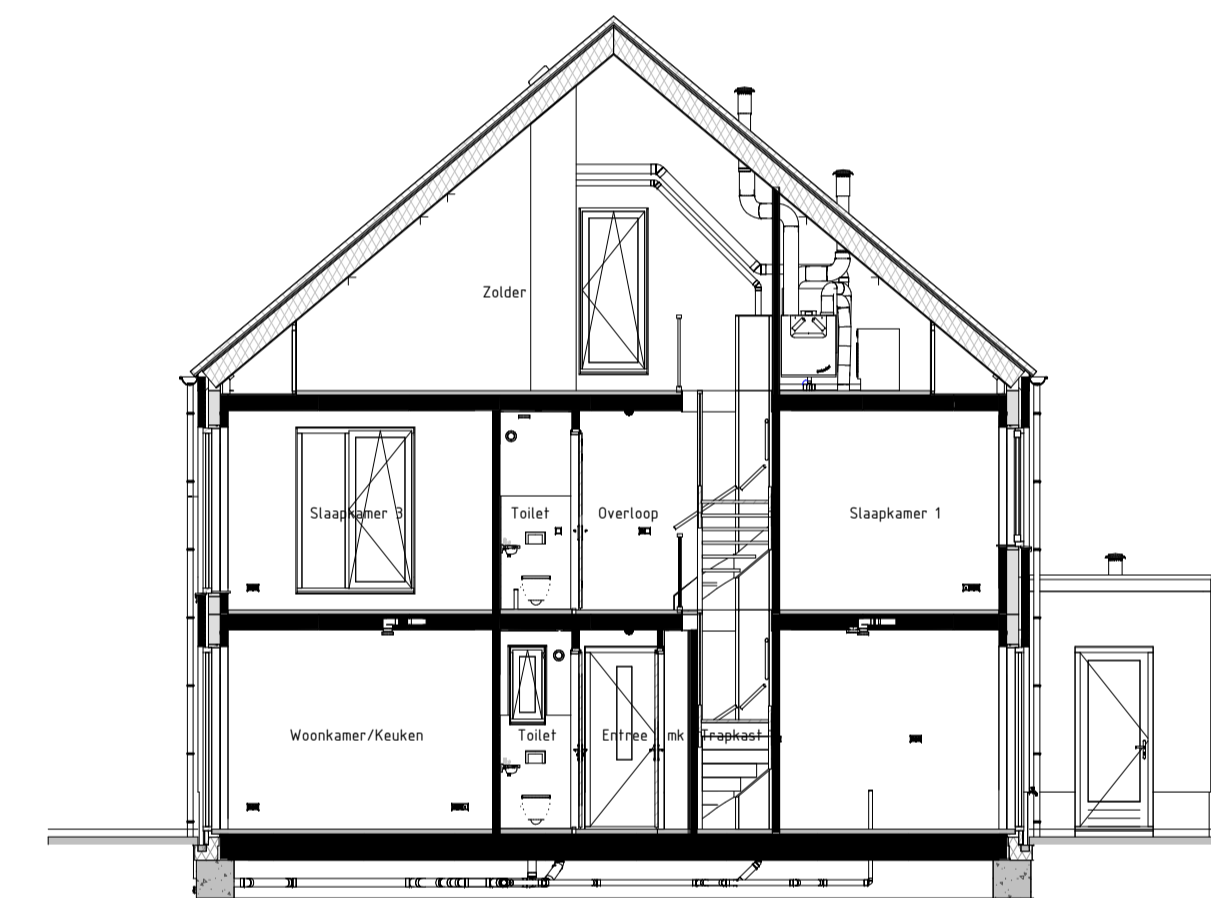 Zolder
Slaapkamer 3
Toilet
Overloop
Slaapkamer 1
Woonkamer/Keuken
Toilet
Entree
mk
Trapkast